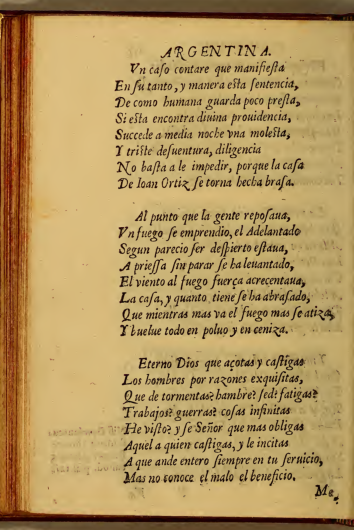 ARGENTINA.
Vn caſo contare que manifieſta
En ſu tanto, y manera eſta ſentencia,
De como humana guarda poco preſta,
Si eſta encontra diuina prouidencia,
Succede a media noche vna moleſta,
Y triſte deſuentura, diligencia
No baſta a le impedir, porque la caſa
De Ioan Ortiz ſe torna hecha braſa.
Al punto que la gente repoſaua,
Vn fuego ſe emprendio, el Adelantado
Segun parecio ſer deſpierto eſtaua,
A prieſſa ſin parar ſe ha leuantado,
El viento al fuego fuerça acrecentaua,
La caſa, y quanto tiene ſe ha abraſado,
Que mientras mas va el fuego mas ſe atiza,
Y buelue todo en poluo y en ceniza.
Eterno Dios que açotas y caſtigas
Los hombres por razones exquiſitas,
Que de tormentas? hambre? ſed? fatigas?
Trabajos? guerras? coſas infinitas
He viſto? y ſe Señor que mas obligas
Aquel a quien caſtigas, y le incitas
A que ande entero ſiempre en tu ſeruicio,
Mas no conoce el malo el beneficio.
Me